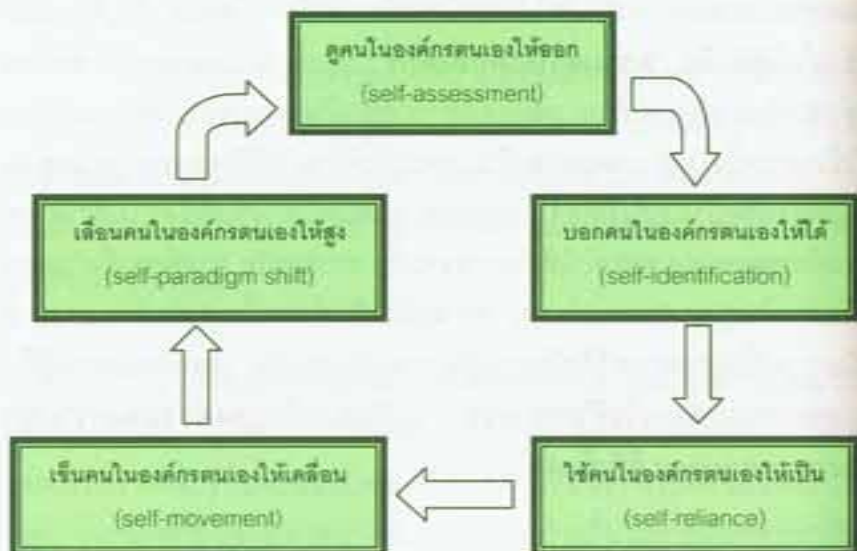 ดูคนในองค์กรตนเองให้ออก
(self-assessment)
บอกคนในองค์กรตนเองให้ได้
(self-identification)
ใช้คนในองค์กรตนเองให้เป็น
(self-reliance)
เข็นคนในองค์กรตนเองให้เคลื่อน
(self-movement)
เลื่อนคนในองค์กรตนเองให้สูง
(self-paradigm shift)